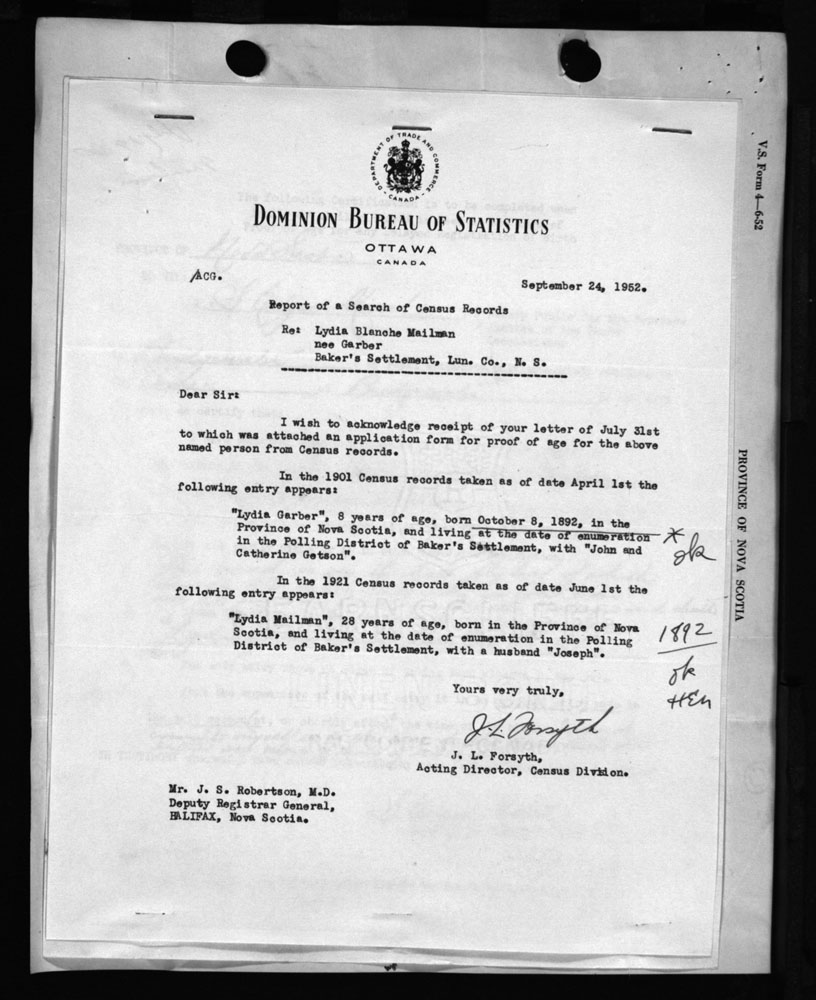 V.S. Form 4—6-52
DEPARTMENT OF TRADE AND COMMERCE
CANADA
DOMINION BUREAU OF STATISTICS
OTTAWA
CANADA
/ACG.
September 24, 1952.
Report of a Search of Census Records
Re: Lydia Blanche Mailman
nee Garber
Baker's Settlement, Lun. Co., N. S.
Dear Sir:
I wish to acknowledge receipt of your letter of July 31st
to which was attached an application form for proof of age for the above
named person from Census records.
In the 1901 Census records taken as of date April 1st the
following entry appears:
"Lydia Garber", 8 years of age, born October 8, 1892, in the
Province of Nova Scotia, and living at the date of enumeration
in the Polling District of Baker's Settlement, with "John and
Catherine Getson".
* ok
In the 1921 Census records taken as of date June 1st the
following entry appears:
"Lydia Mailman", 28 years of age, born in the Province of Nova
Scotia, and living at the date of enumeration in the Polling
District of Baker's Settlement, with a husband "Joseph".
1892
ok
HEM
Yours very truly,
J.L. Forsyth
J. L. Forsyth,
Acting Director, Census Division.
Mr. J. S. Robertson, M.D.
Deputy Registrar General,
HALIFAX, Nova Scotia.
PROVINCE OF NOVA SCOTIA